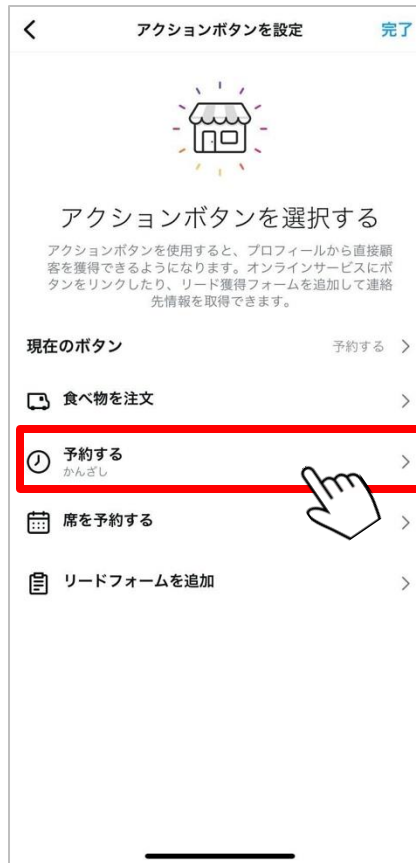 アクションボタンを設定
完了
アクションボタンを選択する
アクションボタンを使用すると、プロフィールから直接顧
客を獲得できるようになります。オンラインサービスにボ
タンをリンクしたり、リード獲得フォームを追加して連絡
先情報を取得できます。
現在のボタン
予約する
食べ物を注文
予約する
かんざし
席を予約する
リードフォームを追加